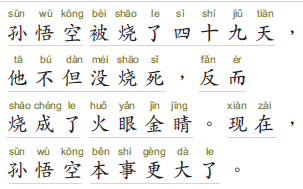 sūn wù kōng bèi shāo le sì shí jiǔ tiān
孙悟空被烧了四十九天，
tā bú dàn méi shāo sǐ fǎn ér
他不但没烧死，反而
shāo chéng le huǒ yǎn jīn jīng xiàn zài
烧成了火眼金睛。现在，
sūn wù kōng běn shi gèng dà le
孙悟空本事更大了。